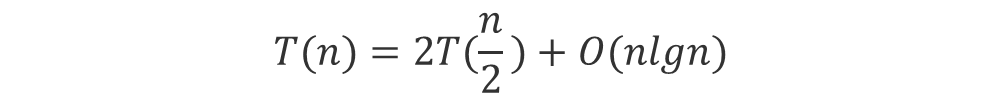 T(n) = 2T(n/2) + O(nlgn)